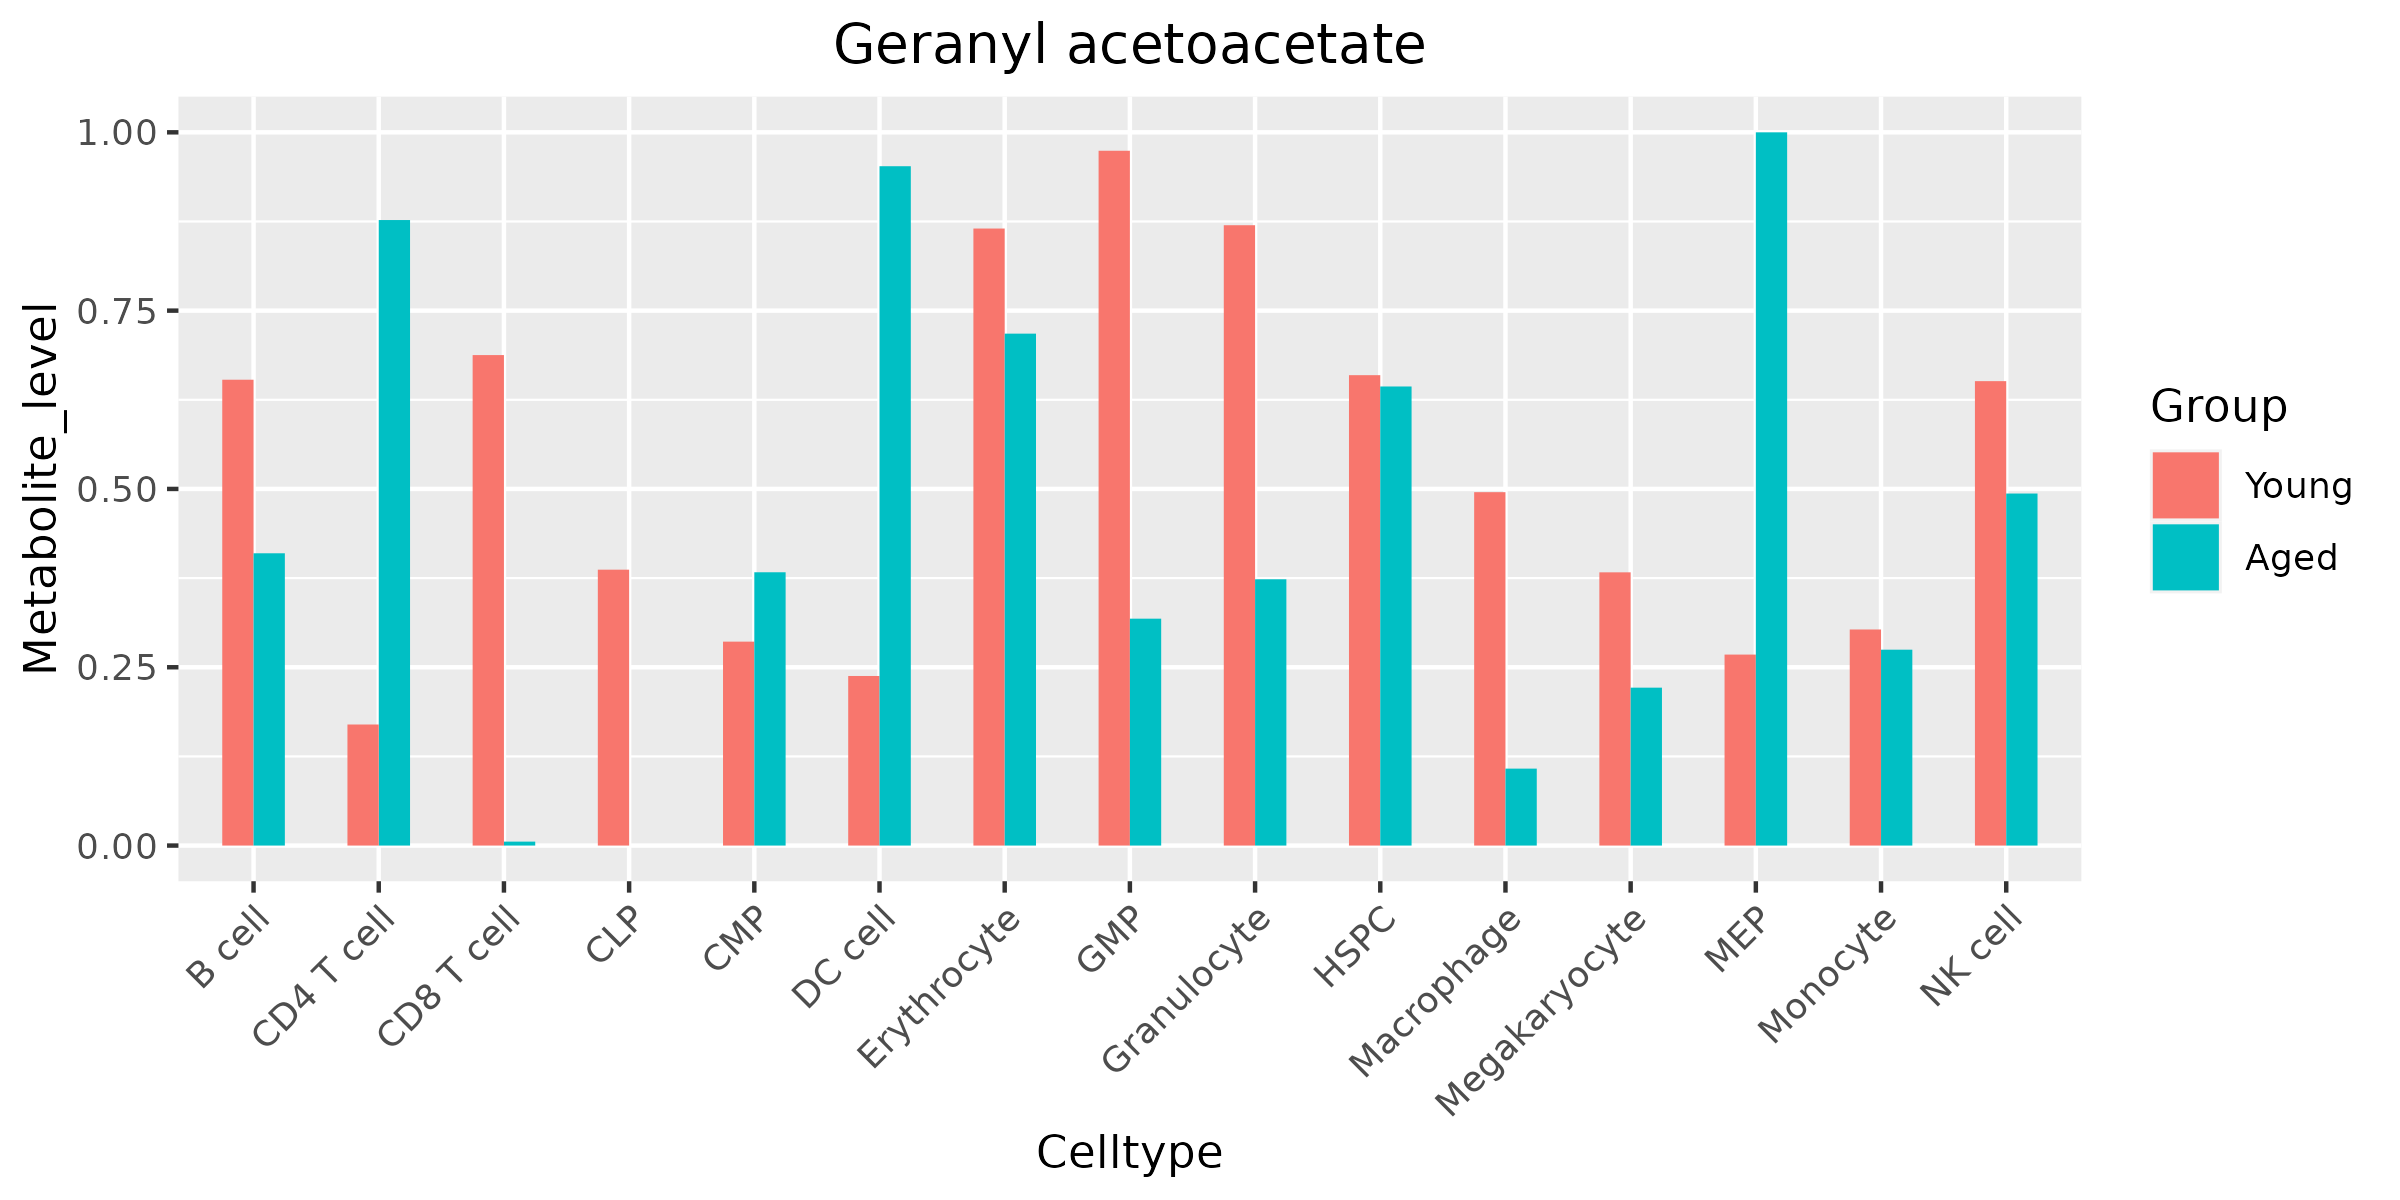 Geranyl acetoacetate
Metabolite_level
1.00
0.75
0.50
0.25
0.00
B cell
CD4 T cell
CD8 T cell
CLP
CMP
DC cell
Erythrocyte
GMP
Granulocyte
HSPC
Macrophage
Megakaryocyte
MEP
Monocyte
NK cell
Celltype
Group
Young
Aged